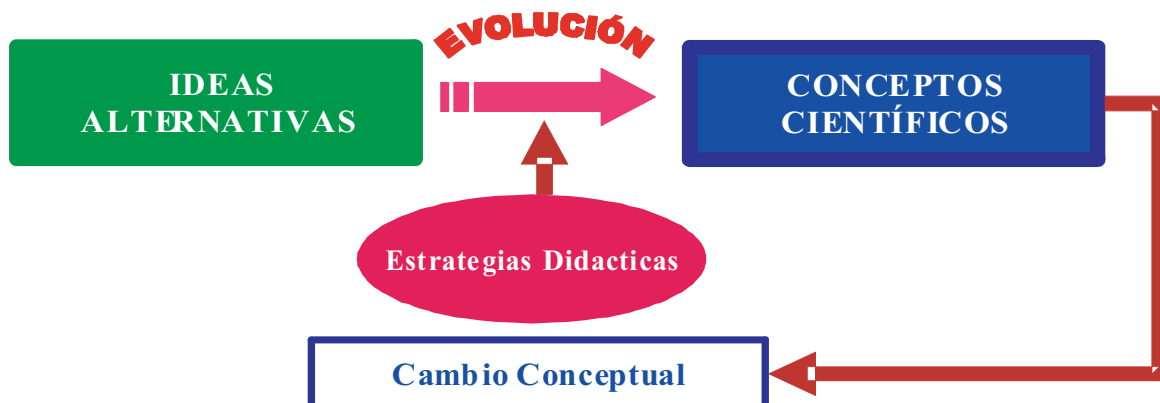 EVOLUCIÓN
IDEAS
ALTERNATIVAS
CONCEPTOS
CIENTÍFICOS
Estrategias Didacticas
Cambio Conceptual